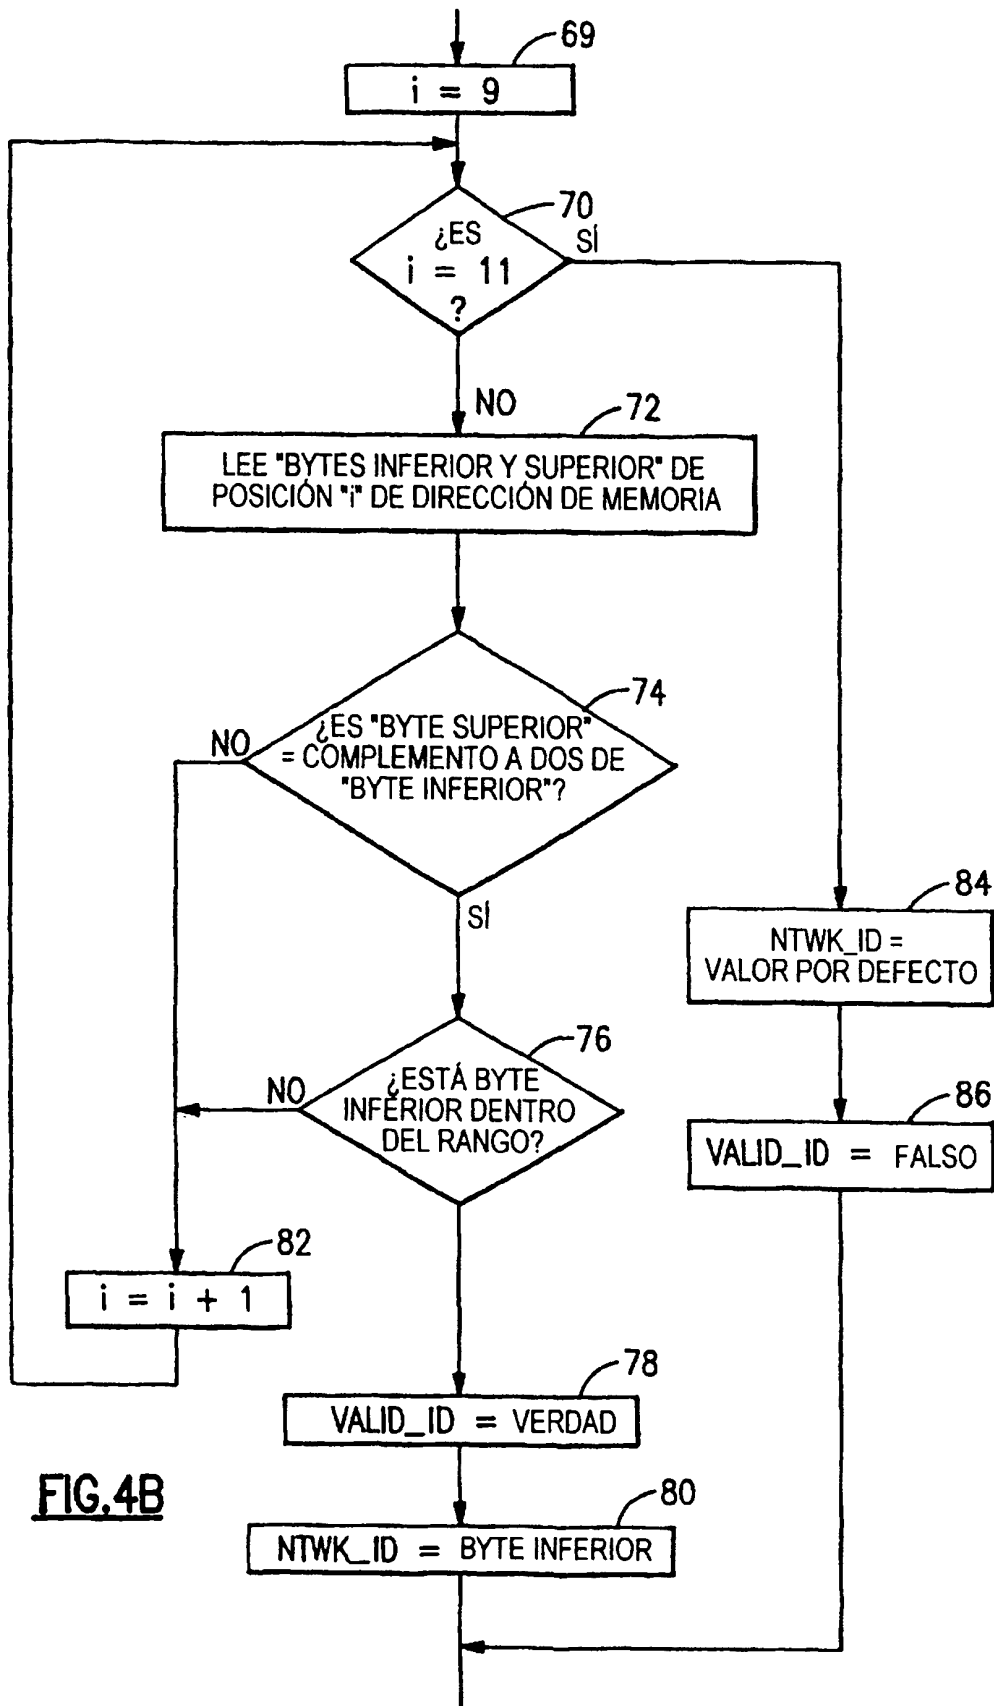 69
i = 9
70
¿ES
i = 11
?
SÍ
NO
72
LEE "BYTES INFERIOR Y SUPERIOR" DE
POSICIÓN "i" DE DIRECCIÓN DE MEMORIA
74
¿ES "BYTE SUPERIOR"
= COMPLEMENTO A DOS DE
"BYTE INFERIOR"?
NO
SÍ
84
NTWK_ID =
VALOR POR DEFECTO
76
¿ESTÁ BYTE
INFERIOR DENTRO
DEL RANGO?
NO
86
VALID_ID = FALSO
82
i = i + 1
78
VALID_ID = VERDAD
80
NTWK_ID = BYTE INFERIOR
FIG.4B